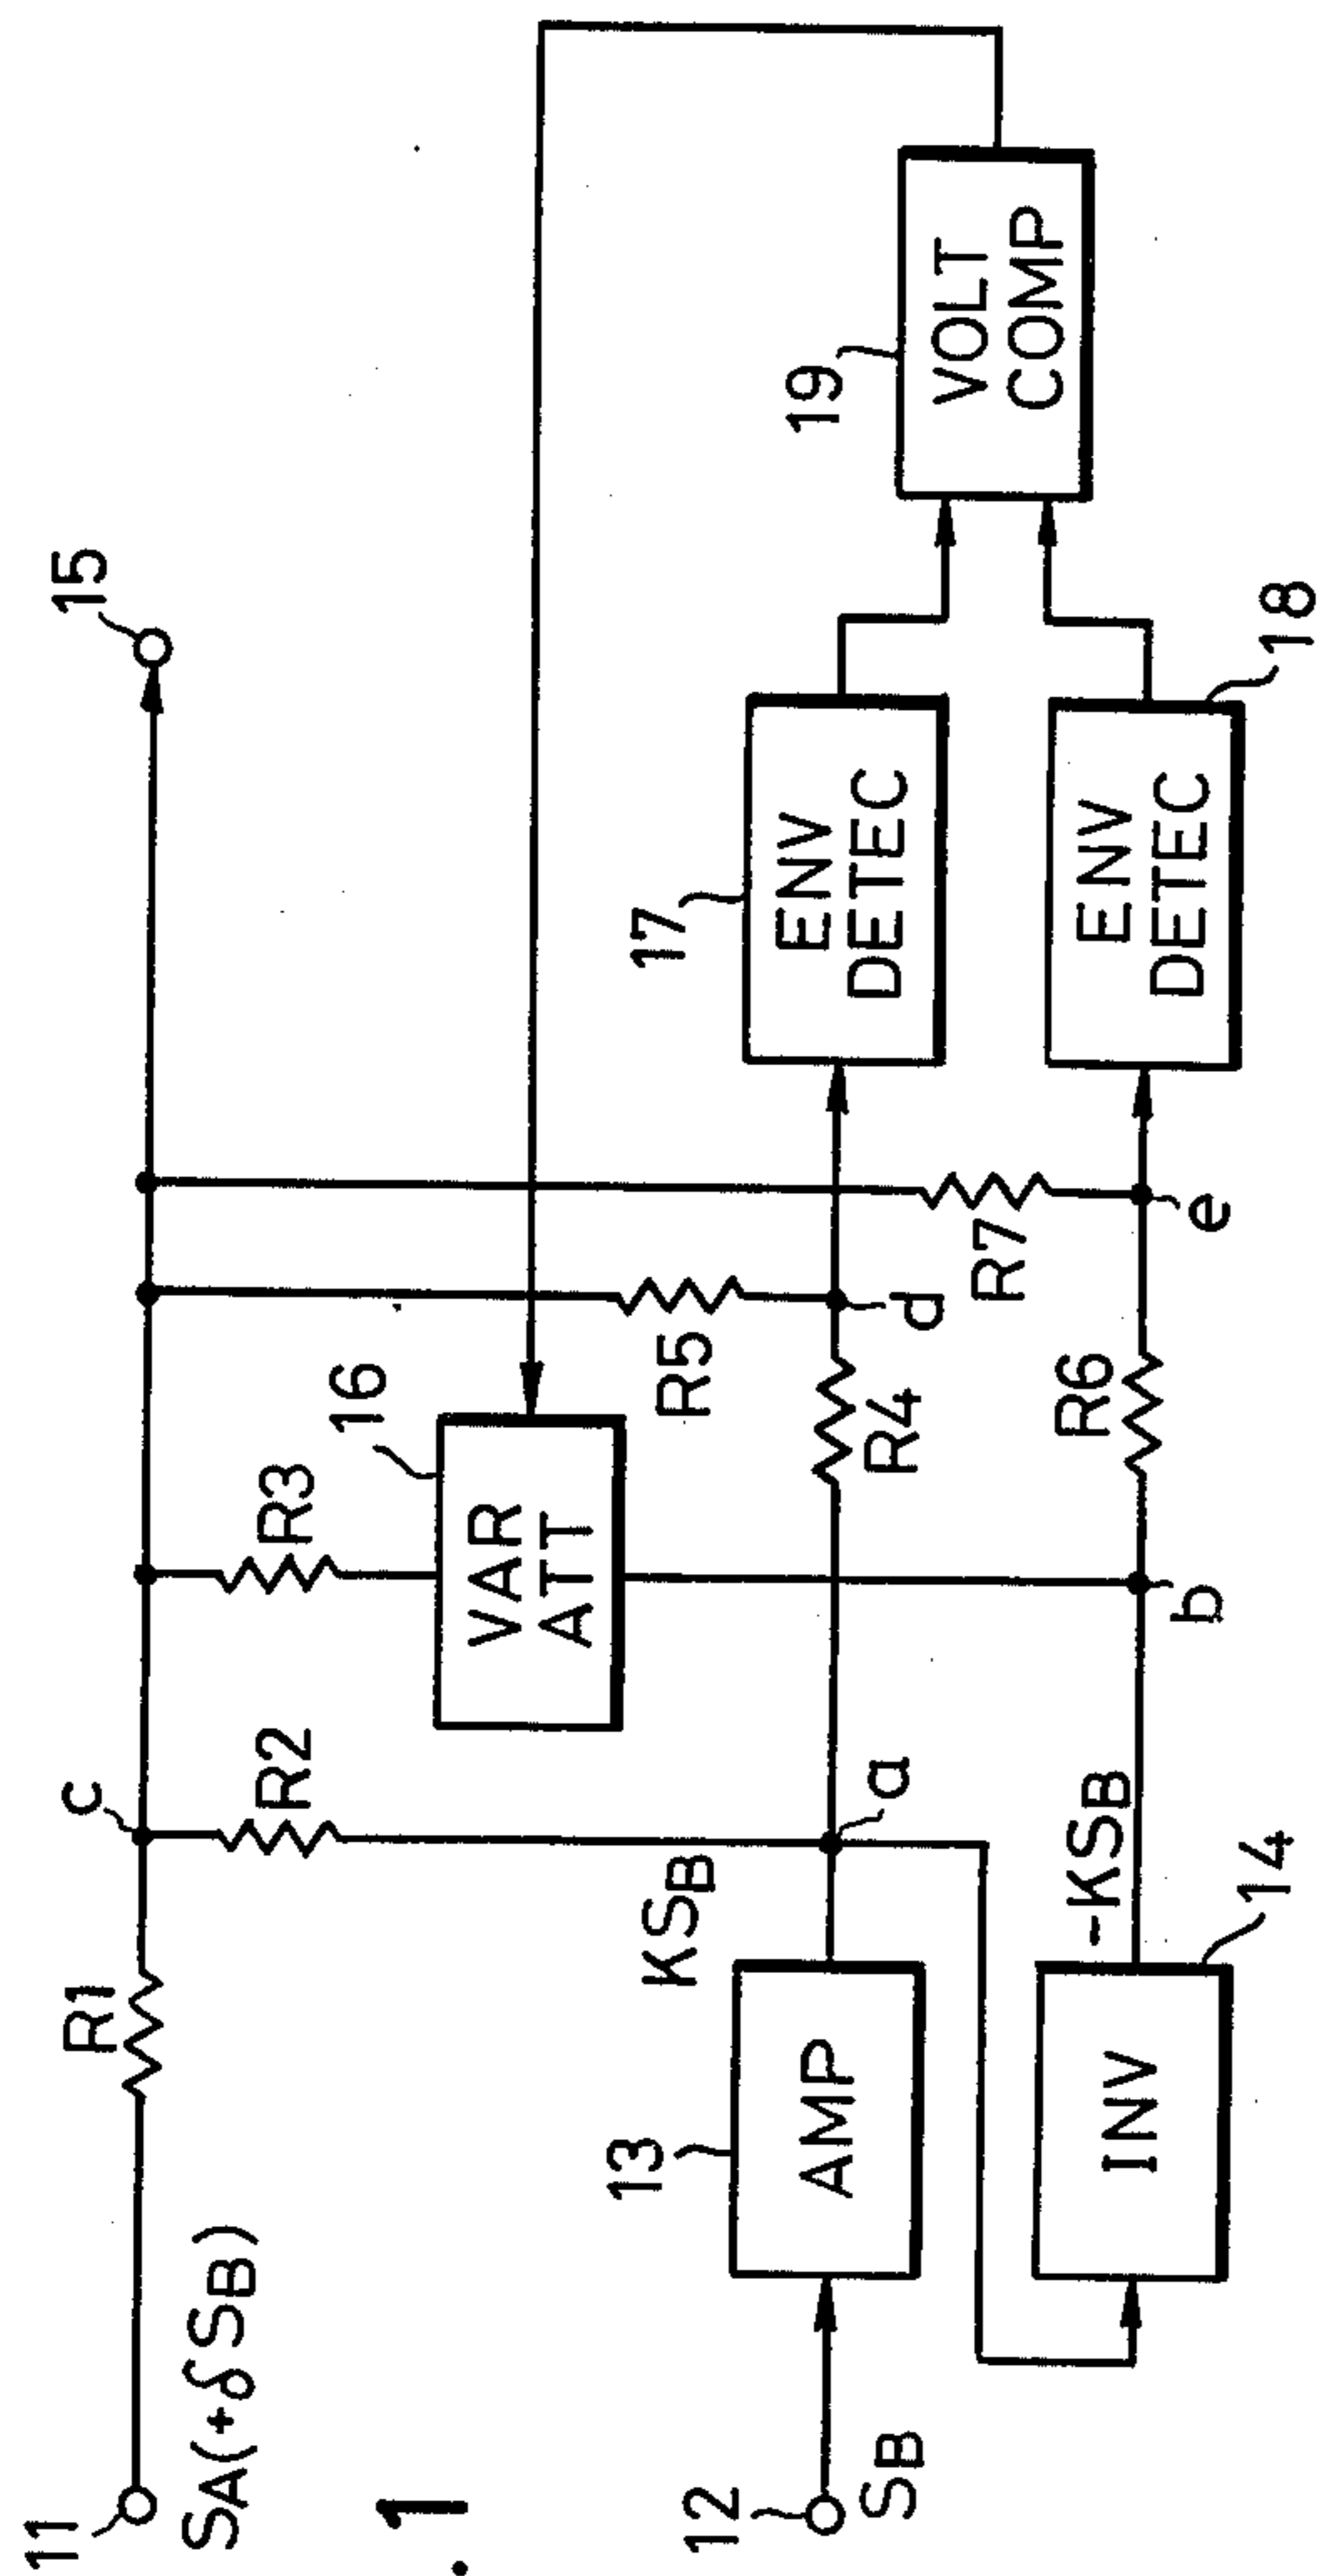 15
19
VOLT
COMP
17
ENV
DETEC
18
ENV
DETEC
16
VAR
ATT
R3
R5
R7
d
e
c
R2
R4
R6
a
b
R1
KSB
-KSB
13
AMP
14
INV
11
SA(+δSB)
12
SB
.1